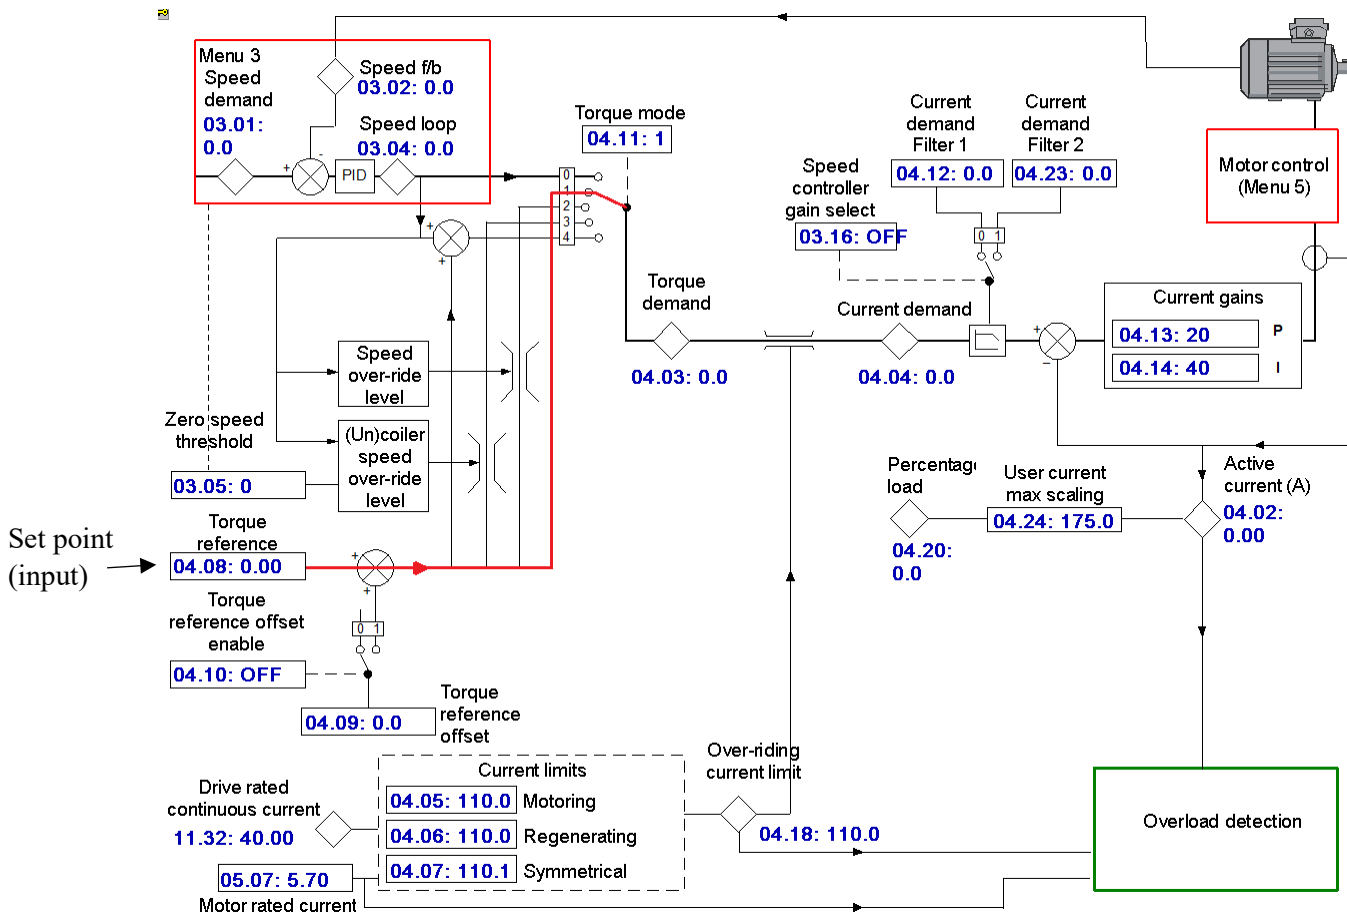 Menu 3
Speed
demand
03.01:
0.0
+
-
Speed f/b
03.02: 0.0
Speed loop
03.04: 0.0
PID
Torque mode
04.11: 1
0
1
2
3
4
+
+
Speed
controller
gain select
03.16: OFF
Current
demand
Filter 1
04.12: 0.0
Current
demand
Filter 2
04.23: 0.0
0 1
Motor control
(Menu 5)
Torque
demand
04.03: 0.0
Current demand
04.04: 0.0
+
−
Current gains
04.13: 20 P
04.14: 40 I
Speed
over-ride
level
Zero speed
threshold
03.05: 0
(Un)coiler
speed
over-ride
level
Set point
(input)
Torque
reference
04.08: 0.00
+
+
Torque
reference offset
enable
04.10: OFF
0 1
04.09: 0.0
Torque
reference
offset
Percentag
load
04.20:
0.0
User current
max scaling
04.24: 175.0
Active
current (A)
04.02:
0.00
Drive rated
continuous current
11.32: 40.00
05.07: 5.70
Motor rated current
Current limits
04.05: 110.0 Motoring
04.06: 110.0 Regenerating
04.07: 110.1 Symmetrical
Over-riding
current limit
04.18: 110.0
Overload detection